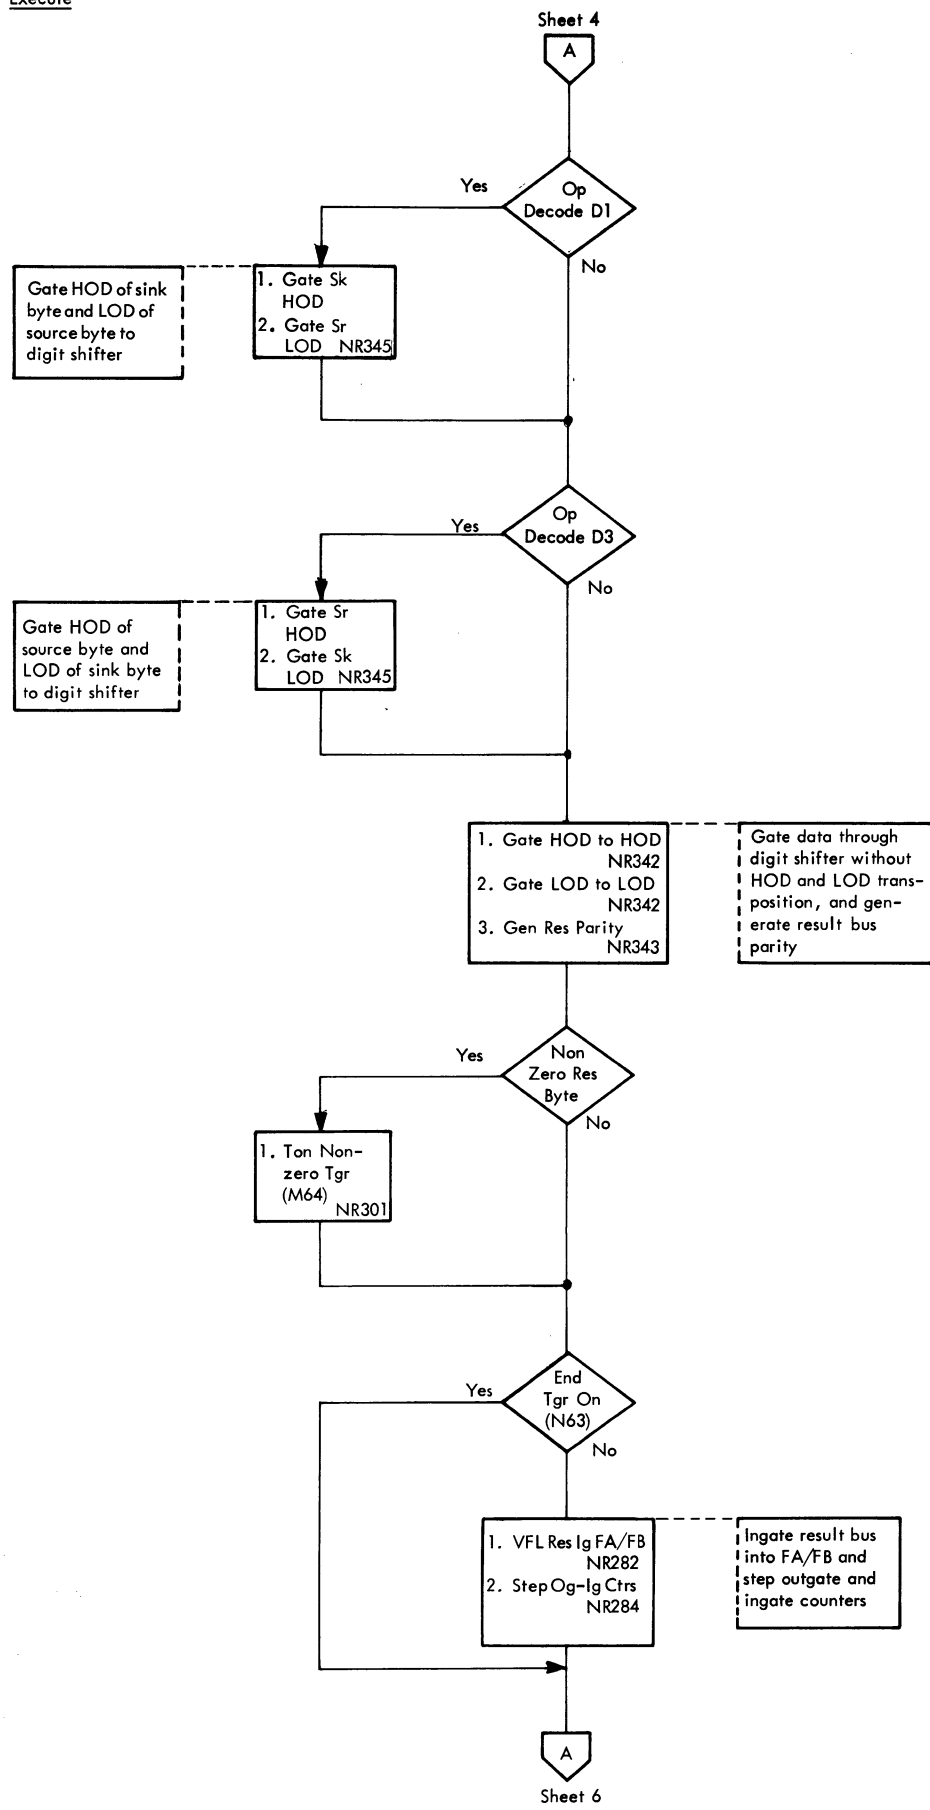 Execute
Sheet 4
A
Yes
Op
Decode D1
No
Gate HOD of sink
byte and LOD of
source byte to
digit shifter
1. Gate Sk
HOD
2. Gate Sr
LOD NR345
Yes
Op
Decode D3
No
Gate HOD of
source byte and
LOD of sink byte
to digit shifter
1. Gate Sr
HOD
2. Gate Sk
LOD NR345
1. Gate HOD to HOD
NR342
2. Gate LOD to LOD
NR342
3. Gen Res Parity
NR343
Gate data through
digit shifter without
HOD and LOD trans-
position, and gen-
erate result bus
parity
Yes
Non
Zero Res
Byte
No
1. Ton Non-
zero Tgr
(M64)
NR301
Yes
End
Tgr On
(N63)
No
1. VFL Res Ig FA/FB
NR282
2. Step Og-Ig Ctrs
NR284
Ingate result bus
into FA/FB and
step outgate and
ingate counters
A
Sheet 6